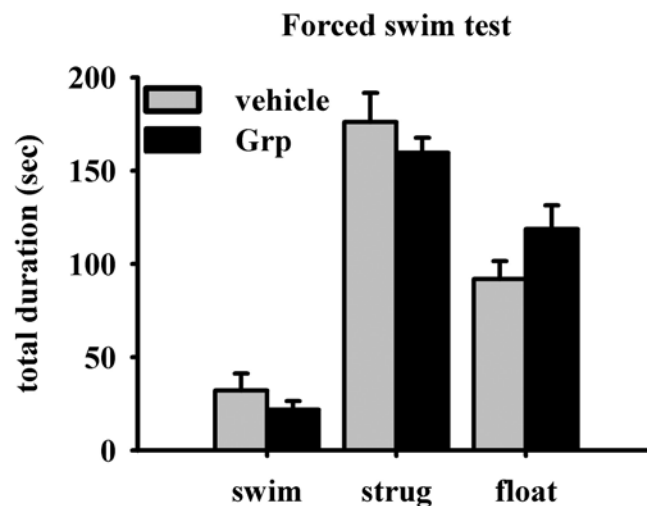 Forced swim test
total duration (sec)
200
150
100
50
0
vehicle
Grp
swim strug float